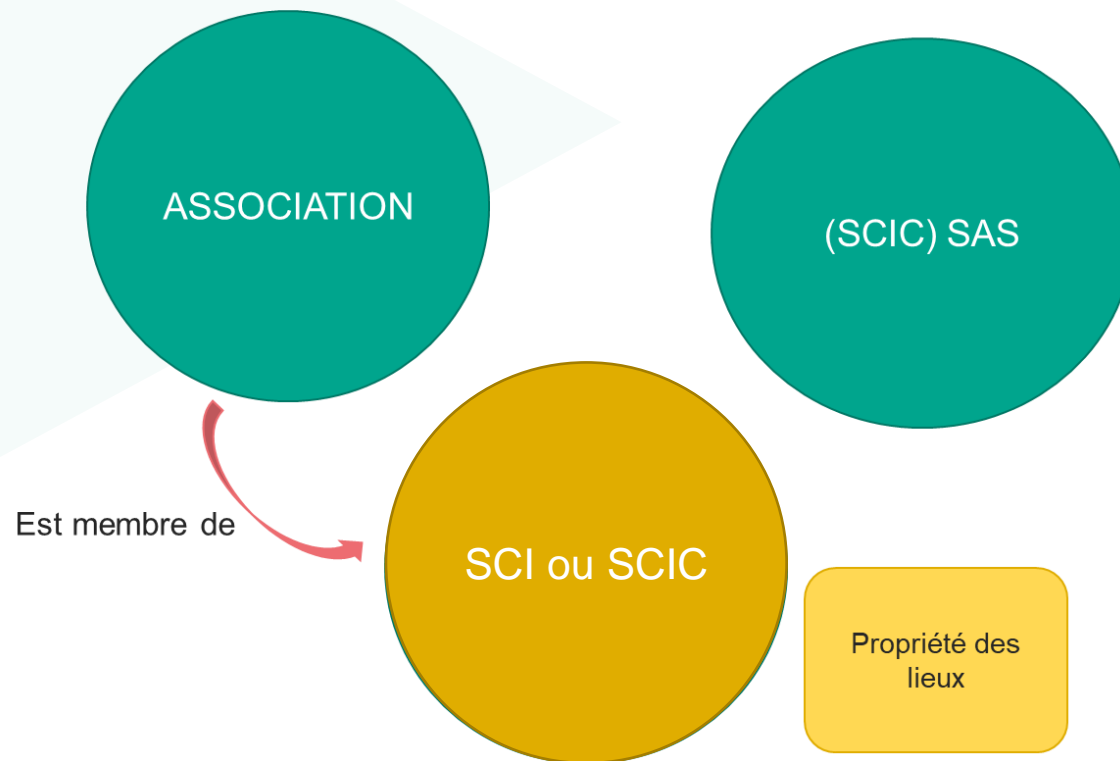 ASSOCIATION
(SCIC) SAS
Est membre de
SCI ou SCIC
Propriété des
lieux